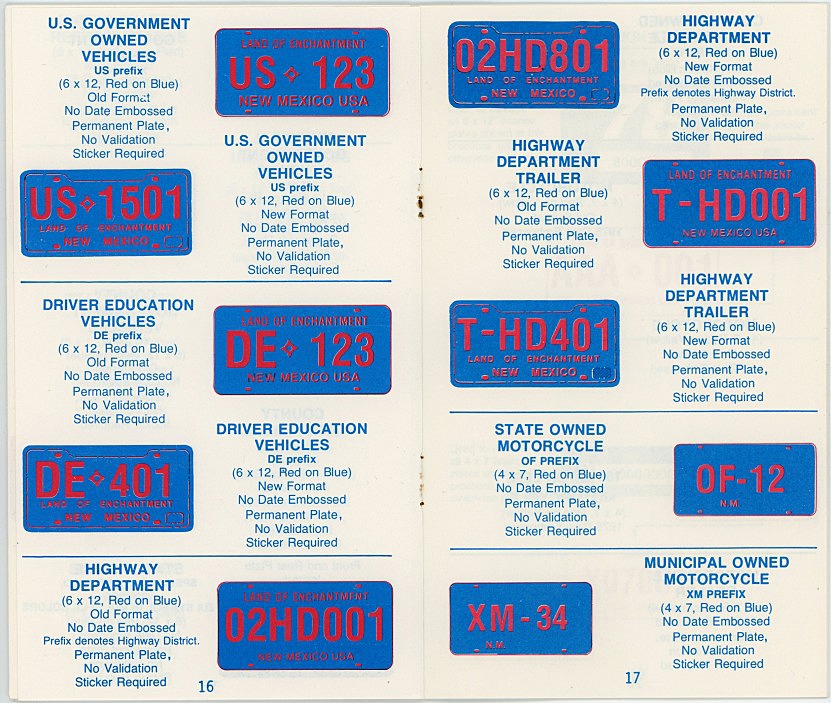 U.S. GOVERNMENT
OWNED
VEHICLES
US prefix
(6 x 12, Red on Blue)
Old Format
No Date Embossed
Permanent Plate,
No Validation
Sticker Required
LAND OF ENCHANTMENT
US 123
NEW MEXICO USA
U.S. GOVERNMENT
OWNED
VEHICLES
US prefix
(6 x 12, Red on Blue)
New Format
No Date Embossed
Permanent Plate,
No Validation
Sticker Required
US 1501
LAND OF ENCHANTMENT
NEW MEXICO
DRIVER EDUCATION
VEHICLES
DE prefix
(6 x 12, Red on Blue)
Old Format
No Date Embossed
Permanent Plate,
No Validation
Sticker Required
LAND OF ENCHANTMENT
DE 123
NEW MEXICO USA
DRIVER EDUCATION
VEHICLES
DE prefix
(6 x 12, Red on Blue)
New Format
No Date Embossed
Permanent Plate,
No Validation
Sticker Required
DE 401
LAND OF ENCHANTMENT
NEW MEXICO
HIGHWAY
DEPARTMENT
(6 x 12, Red on Blue)
Old Format
No Date Embossed
Prefix denotes Highway District.
Permanent Plate,
No Validation
Sticker Required
LAND OF ENCHANTMENT
02HD001
NEW MEXICO USA
16
02HD801
LAND OF ENCHANTMENT
NEW MEXICO
HIGHWAY
DEPARTMENT
(6 x 12, Red on Blue)
New Format
No Date Embossed
Prefix denotes Highway District.
Permanent Plate,
No Validation
Sticker Required
HIGHWAY
DEPARTMENT
TRAILER
(6 x 12, Red on Blue)
Old Format
No Date Embossed
Permanent Plate,
No Validation
Sticker Required
LAND OF ENCHANTMENT
T-HD001
NEW MEXICO USA
T-HD401
LAND OF ENCHANTMENT
NEW MEXICO
HIGHWAY
DEPARTMENT
TRAILER
(6 x 12, Red on Blue)
New Format
No Date Embossed
Permanent Plate,
No Validation
Sticker Required
STATE OWNED
MOTORCYCLE
OF PREFIX
(4 x 7, Red on Blue)
No Date Embossed
Permanent Plate,
No Validation
Sticker Required
OF-12
N.M.
XM-34
N.M.
MUNICIPAL OWNED
MOTORCYCLE
XM PREFIX
(4 x 7, Red on Blue)
No Date Embossed
Permanent Plate,
No Validation
Sticker Required
17